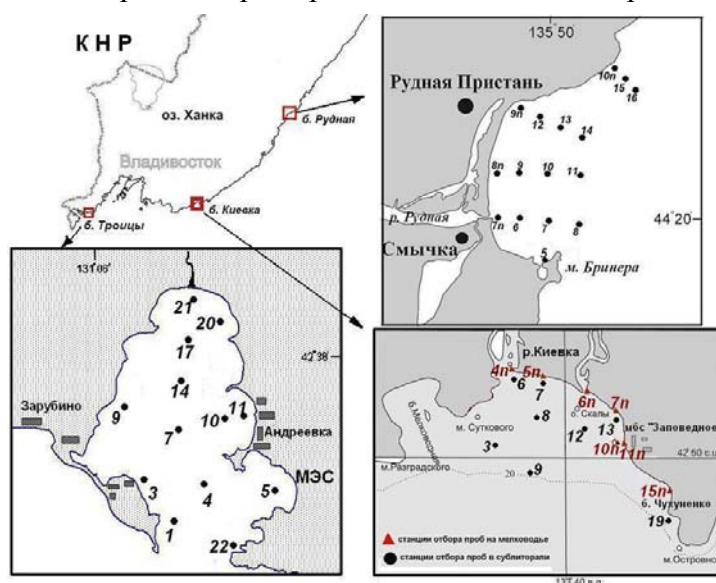 КНР
оз. Ханка
Владивосток
б. Рудная
б. Киевка
б. Троицы
135 50
Рудная Пристань
10п
15
16
9п
12
13
14
8п
9
10
11
р. Рудная
7п
6
7
8
44 20
Смычка
5
м. Бринера
131 06
21
20
17
42 38
14
Зарубино
9
10
11
7
Андреевка
3
4
5
МЭС
1
22
р.Киевка
4п
5п
6
7
6п
7п
б.Мелководная
8
о. Скалы
13
мбс "Заповедное"
м. Суткового
12
3
10п
11п
42 50 с.ш.
м.Разградского
20
9
15п
б. Чухуненко
19
станции отбора проб на мелководье
станции отбора проб в сублиторали
м.Островно